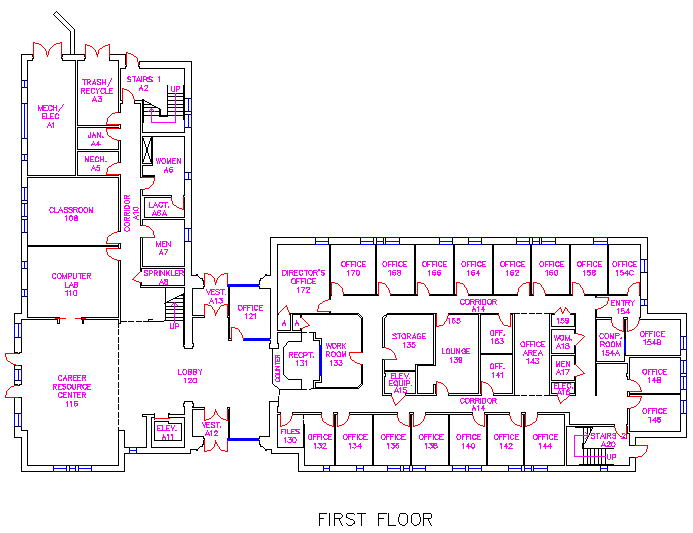 MECH/
ELEC
A1
TRASH/
RECYCLE
A3
STAIRS 1
A2
UP
JAN.
A4
MECH.
A5
WOMEN
A6
LACT.
A6A
CLASSROOM
108
CORRIDOR
A10
MEN
A7
SPRINKLER
A8
COMPUTER
LAB
110
UP
VEST.
A13
OFFICE
121
DIRECTOR'S
OFFICE
172
OFFICE
170
OFFICE
168
OFFICE
166
OFFICE
164
OFFICE
162
OFFICE
160
OFFICE
158
OFFICE
154C
CORRIDOR
A14
ENTRY
154
A
A
165
159
STORAGE
135
OFF.
163
OFFICE
AREA
143
WOM.
A18
COMP.
ROOM
154A
OFFICE
154B
COUNTER
RECPT.
131
WORK
ROOM
133
LOUNGE
139
MEN
A17
OFFICE
148
CAREER
RESOURCE
CENTER
116
LOBBY
120
ELEV.
EQUIP.
A15
OFF.
141
ELEC.
A16
OFFICE
146
CORRIDOR
A14
ELEV.
A11
VEST.
A12
FILES
130
OFFICE
132
OFFICE
134
OFFICE
136
OFFICE
138
OFFICE
140
OFFICE
142
OFFICE
144
STAIRS 2
A20
UP
FIRST FLOOR